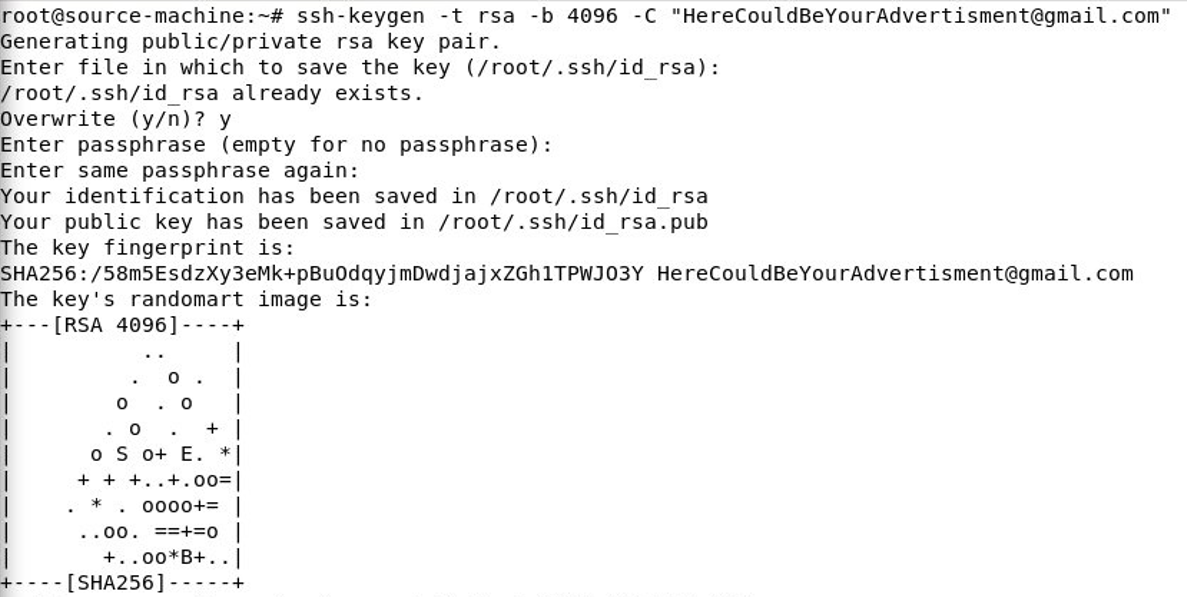 root@source-machine:~# ssh-keygen -t rsa -b 4096 -C "HereCouldBeYourAdvertisment@gmail.com"
Generating public/private rsa key pair.
Enter file in which to save the key (/root/.ssh/id_rsa):
/root/.ssh/id_rsa already exists.
Overwrite (y/n)? y
Enter passphrase (empty for no passphrase):
Enter same passphrase again:
Your identification has been saved in /root/.ssh/id_rsa
Your public key has been saved in /root/.ssh/id_rsa.pub
The key fingerprint is:
SHA256:/58m5EsdzXy3eMk+pBuOdqyjmDwdjajxZGh1TPWJO3Y HereCouldBeYourAdvertisment@gmail.com
The key's randomart image is:
+---[RSA 4096]----+
|          ..     |
|         .  o .  |
|        o  . o   |
|       . o  .  + |
|      o S o+ E. *|
|     + + +..+.oo=|
|    . * . oooo+= |
|     ..oo. ==+=o |
|       +..oo*B+..|
+----[SHA256]-----+